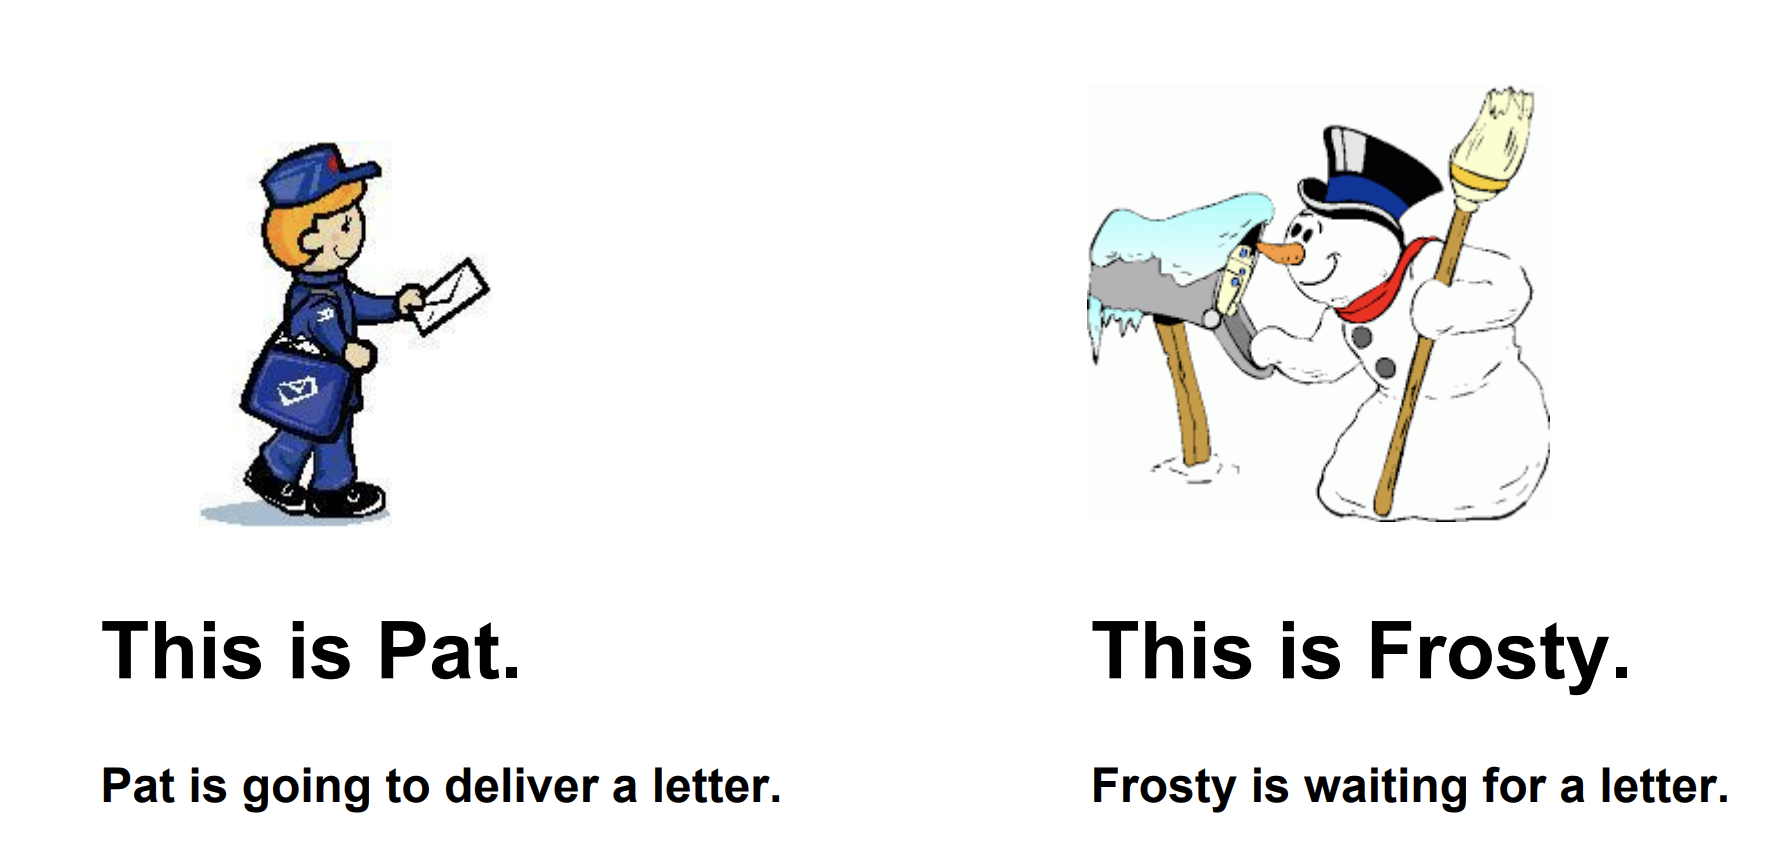 This is Pat.
Pat is going to deliver a letter.
This is Frosty.
Frosty is waiting for a letter.